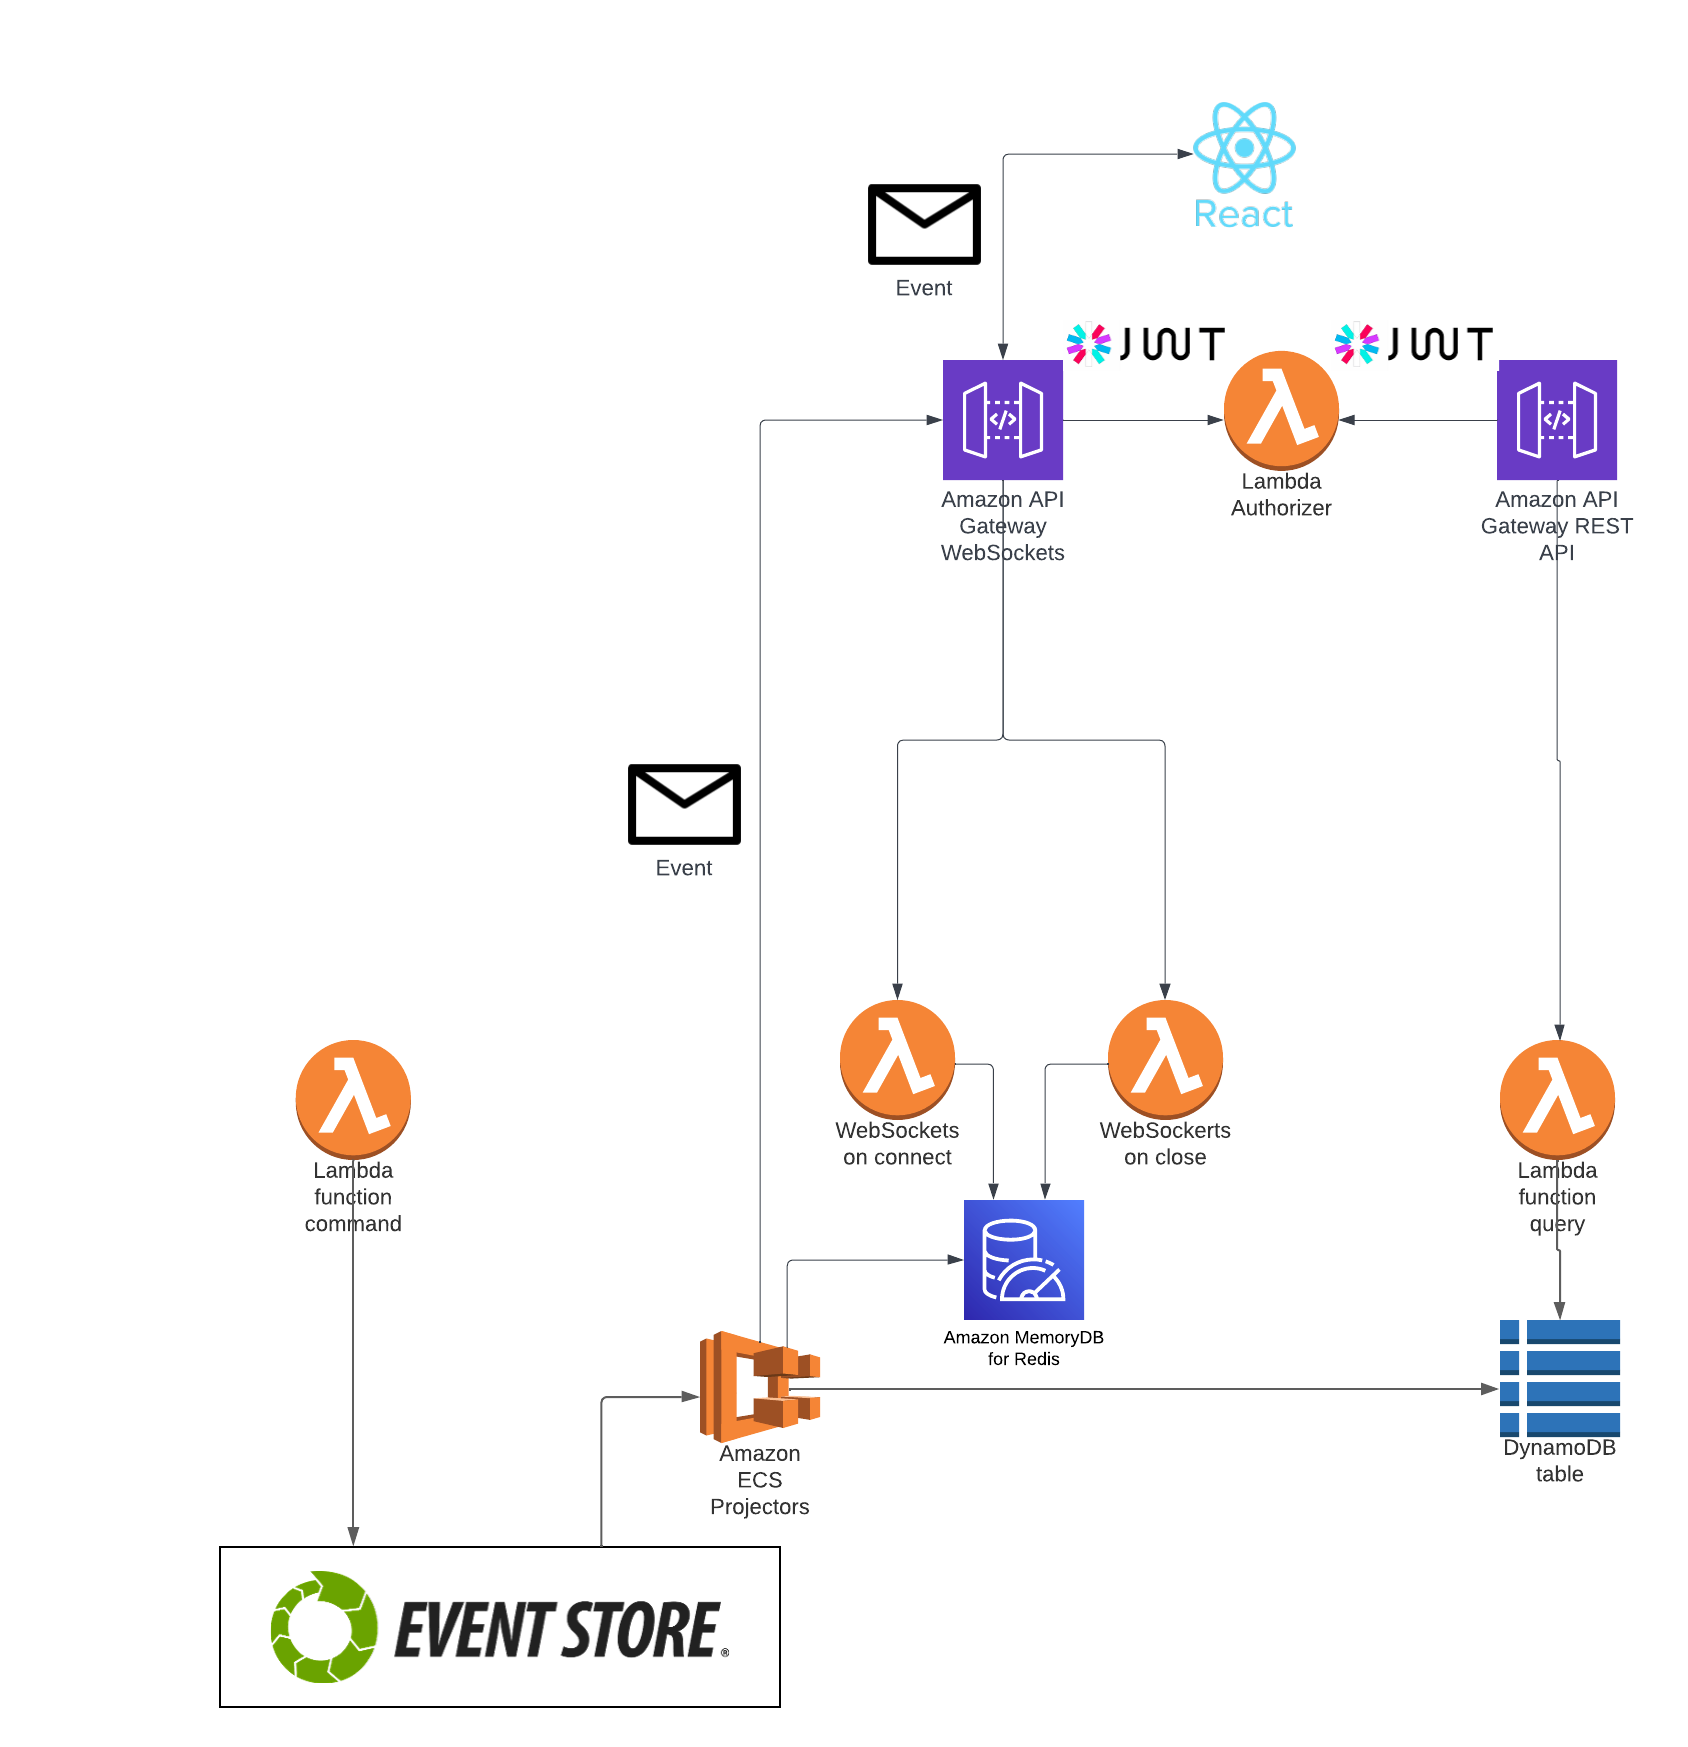 React
Event
JWT
JWT
Amazon API
Gateway
WebSockets
Lambda
Authorizer
Amazon API
Gateway REST
API
Event
WebSockets
on connect
WebSockerts
on close
Lambda
function
command
Lambda
function
query
Amazon MemoryDB
for Redis
Amazon
ECS
Projectors
DynamoDB
table
EVENT STORE®